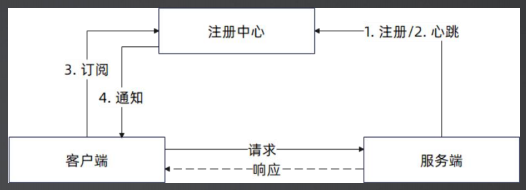 注册中心
1. 注册/2. 心跳
3. 订阅
4. 通知
客户端
请求
响应
服务端